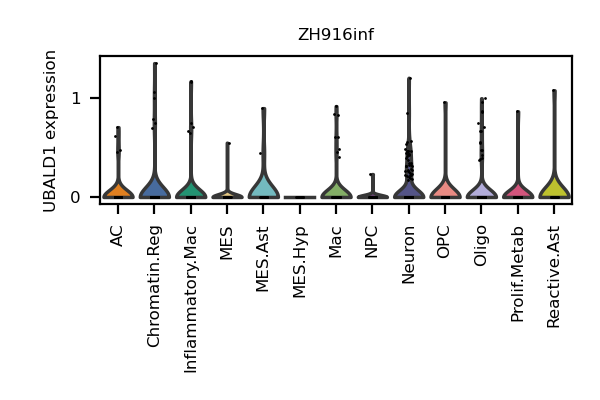 ZH916inf
UBALD1 expression
1
0
AC
Chromatin.Reg
Inflammatory.Mac
MES
MES.Ast
MES.Hyp
Mac
NPC
Neuron
OPC
Oligo
Prolif.Metab
Reactive.Ast